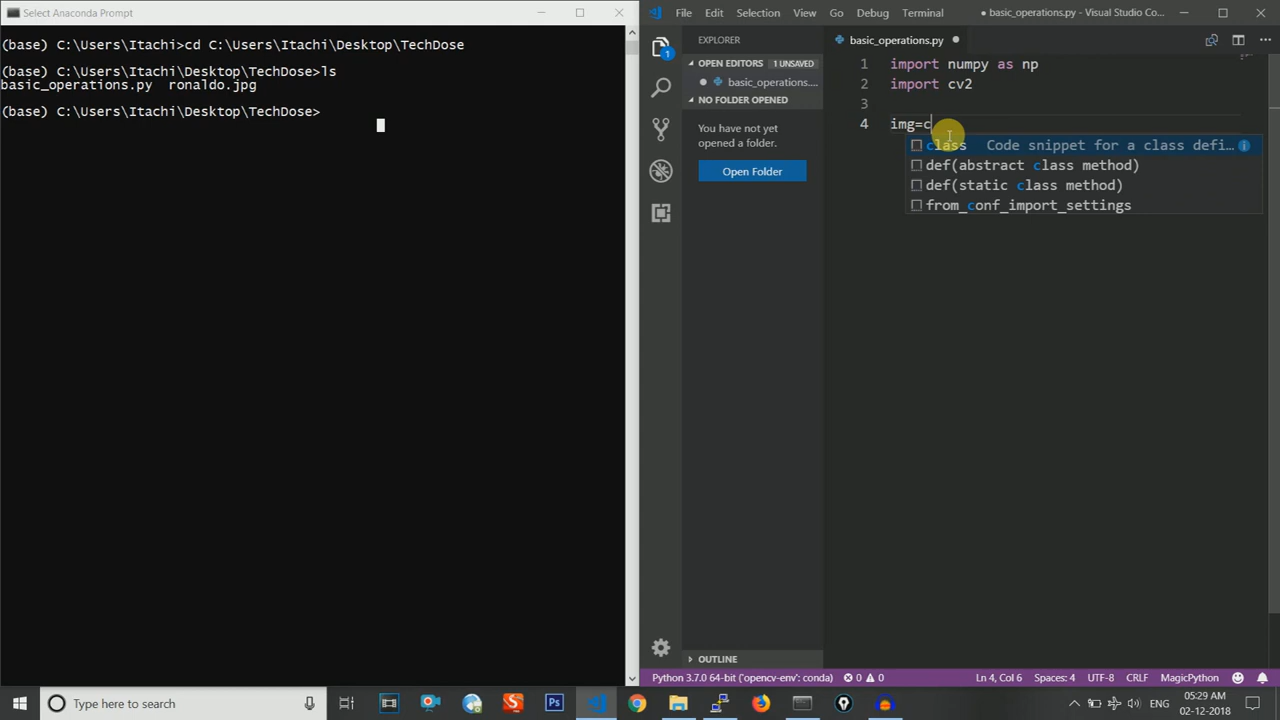 Select Anaconda Prompt
(base) C:\Users\Itachi>cd C:\Users\Itachi\Desktop\TechDose
(base) C:\Users\Itachi\Desktop\TechDose>ls
basic_operations.py  ronaldo.jpg
(base) C:\Users\Itachi\Desktop\TechDose>
File Edit Selection View Go Debug Terminal ● basic_operations.py - Visual Studio Co...
EXPLORER
OPEN EDITORS 1 UNSAVED
● basic_operations....
NO FOLDER OPENED
You have not yet
opened a folder.
Open Folder
OUTLINE
1
basic_operations.py ●
1 import numpy as np
2 import cv2
3
4 img=c
class Code snippet for a class defi...
def(abstract class method)
def(static class method)
from_conf_import_settings
Python 3.7.0 64-bit ('opencv-env': conda) 0 0 Ln 4, Col 6 Spaces: 4 UTF-8 CRLF MagicPython
Type here to search
Ps
ENG
05:29 AM
02-12-2018